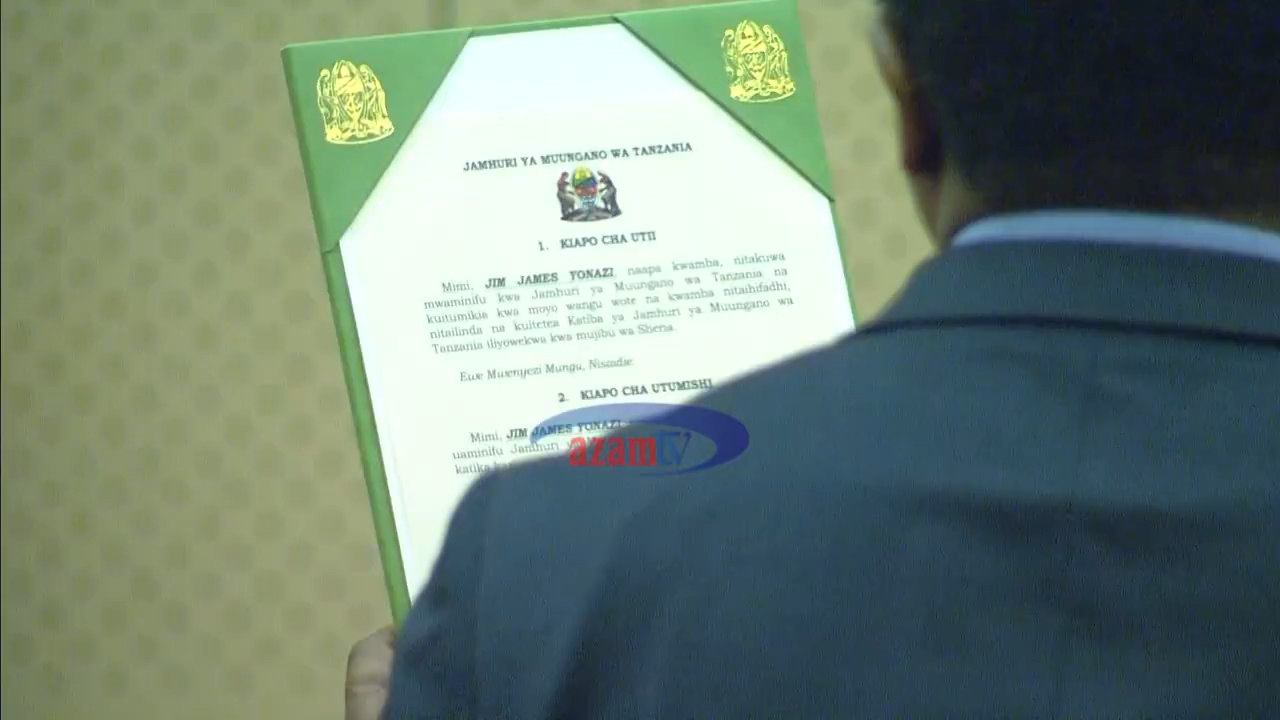 JAMHURI YA MUUNGANO WA TANZANIA
1. KIAPO CHA UTII
Mimi, JIM JAMES YONAZI, naapa kwamba, nitakuwa
mwaminifu kwa Jamhuri ya Muungano wa Tanzania na
kuitumikia kwa moyo wangu wote na kwamba nitaihifadhi,
nitailinda na kuitetea Katiba ya Jamhuri ya Muungano wa
Tanzania iliyowekwa kwa mujibu wa Sheria.
Ewe Mwenyezi Mungu, Nisaidie.
2. KIAPO CHA UTUMISHI
Mimi, JIM JAMES YONAZI
uaminifu Jamhuri
katika
azamtv